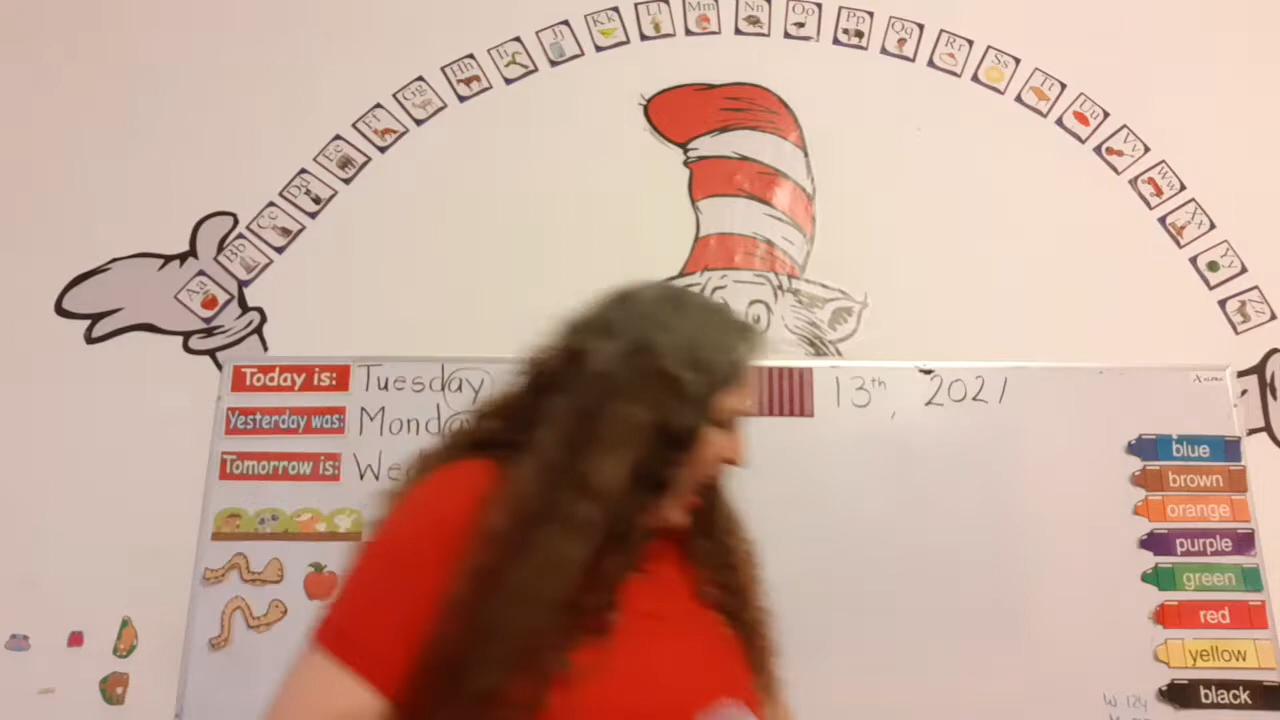 Aa Bb Cc Dd Ee Ff Gg Hh Ii Jj Kk Ll Mm Nn Oo Pp Qq Rr Ss Tt Uu Vv Ww Xx Yy Zz
Today is: Tuesday 13th, 2021
Yesterday was: Monday
Tomorrow is:
blue
brown
orange
purple
green
red
yellow
black